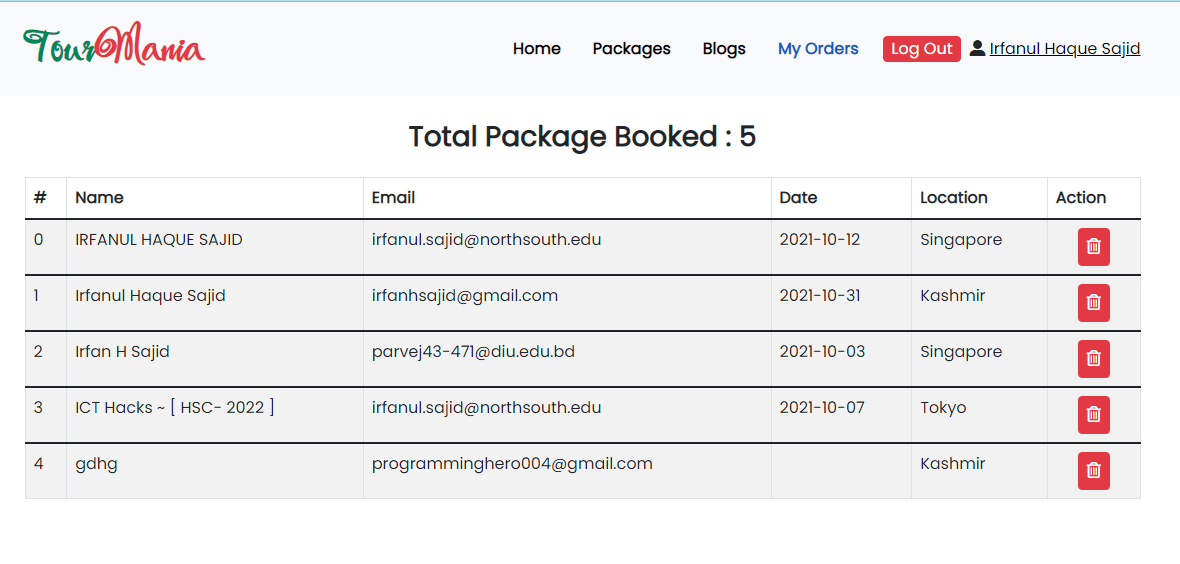 TourMania Home Packages Blogs My Orders Log Out Irfanul Haque Sajid
Total Package Booked : 5
# Name Email Date Location Action
0 IRFANUL HAQUE SAJID irfanul.sajid@northsouth.edu 2021-10-12 Singapore
1 Irfanul Haque Sajid irfanhsajid@gmail.com 2021-10-31 Kashmir
2 Irfan H Sajid parvej43-471@diu.edu.bd 2021-10-03 Singapore
3 ICT Hacks ~ [ HSC- 2022 ] irfanul.sajid@northsouth.edu 2021-10-07 Tokyo
4 gdhg programminghero004@gmail.com Kashmir